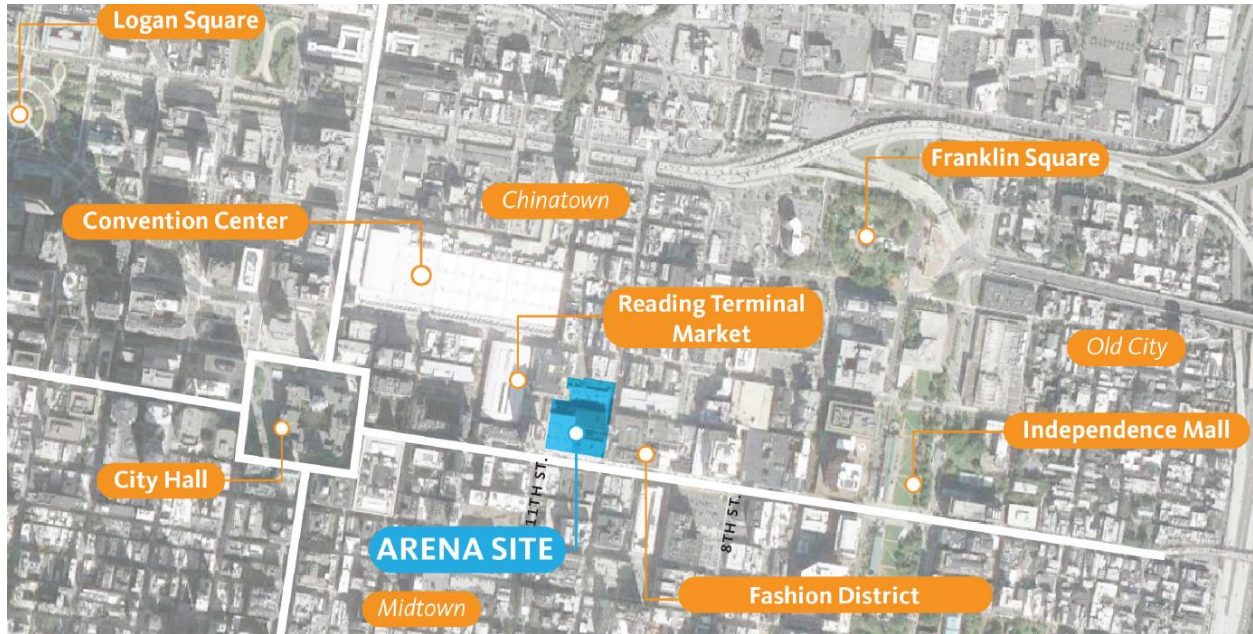 Logan Square
Franklin Square
Chinatown
Convention Center
Reading Terminal
Market
Old City
Independence Mall
City Hall
11TH ST.
8TH ST.
ARENA SITE
Fashion District
Midtown